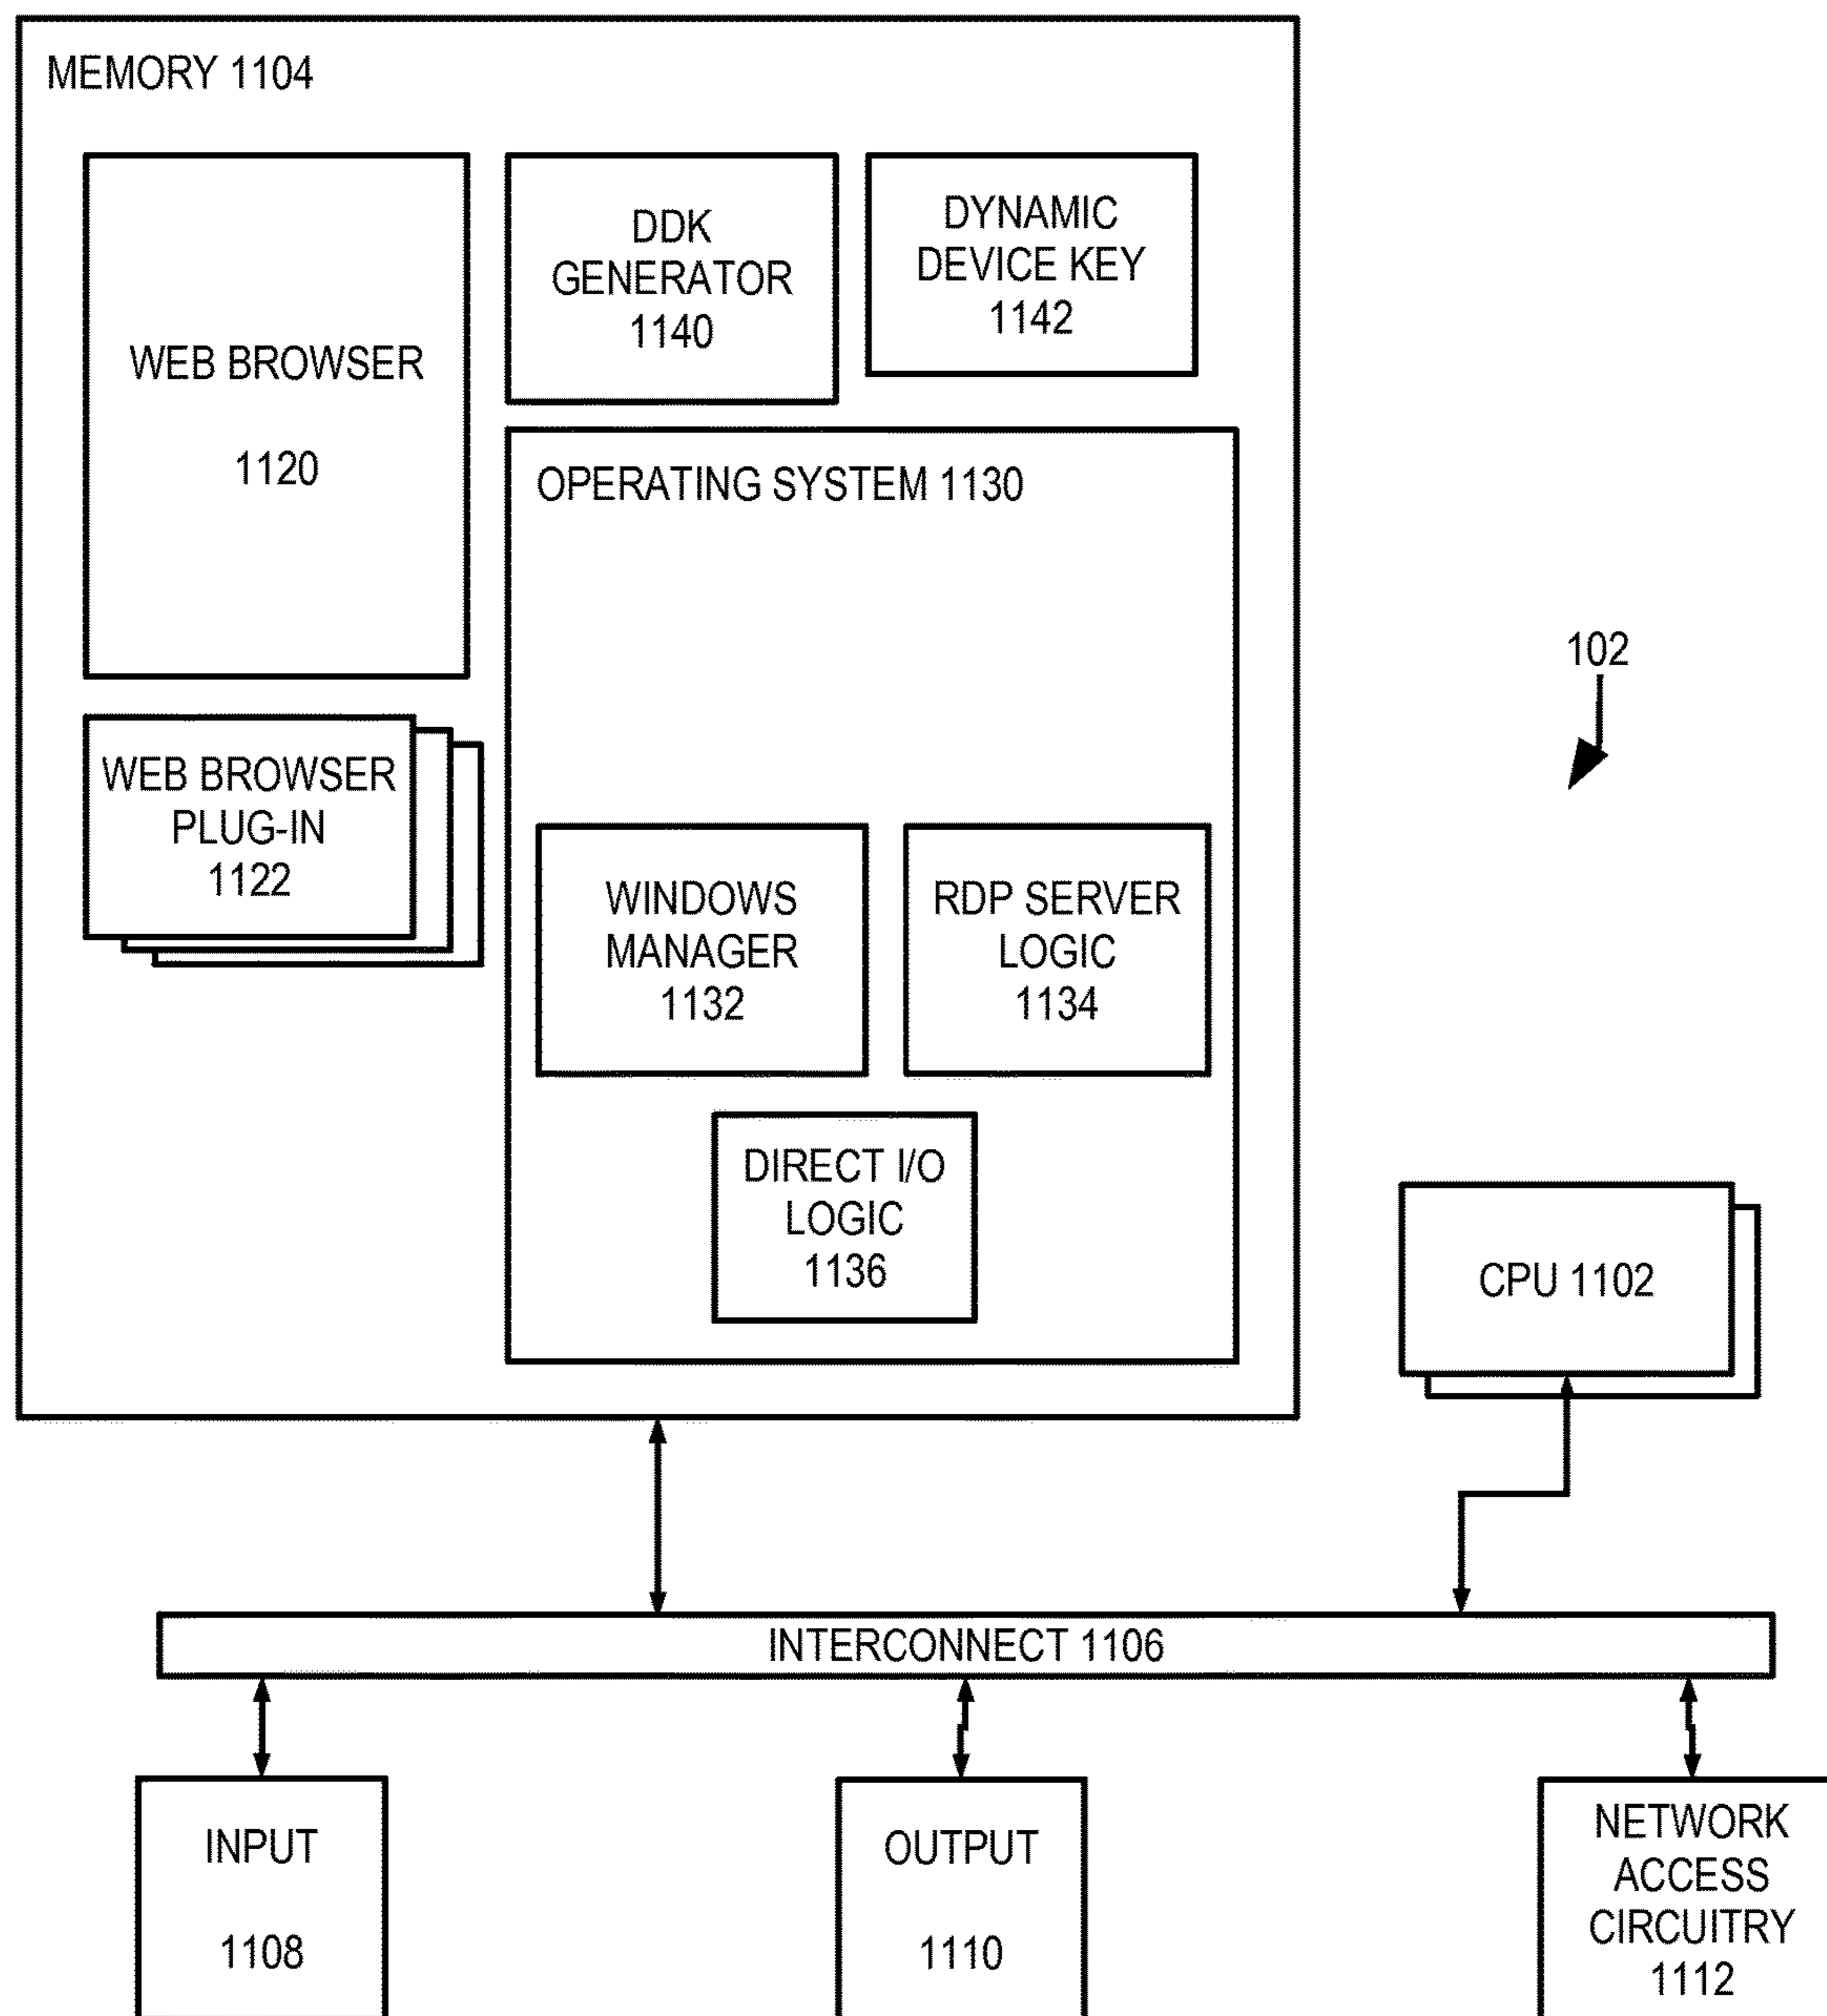 MEMORY 1104
WEB BROWSER
1120
DDK
GENERATOR
1140
DYNAMIC
DEVICE KEY
1142
OPERATING SYSTEM 1130
WEB BROWSER
PLUG-IN
1122
WINDOWS
MANAGER
1132
RDP SERVER
LOGIC
1134
DIRECT I/O
LOGIC
1136
102
CPU 1102
INTERCONNECT 1106
INPUT
1108
OUTPUT
1110
NETWORK
ACCESS
CIRCUITRY
1112